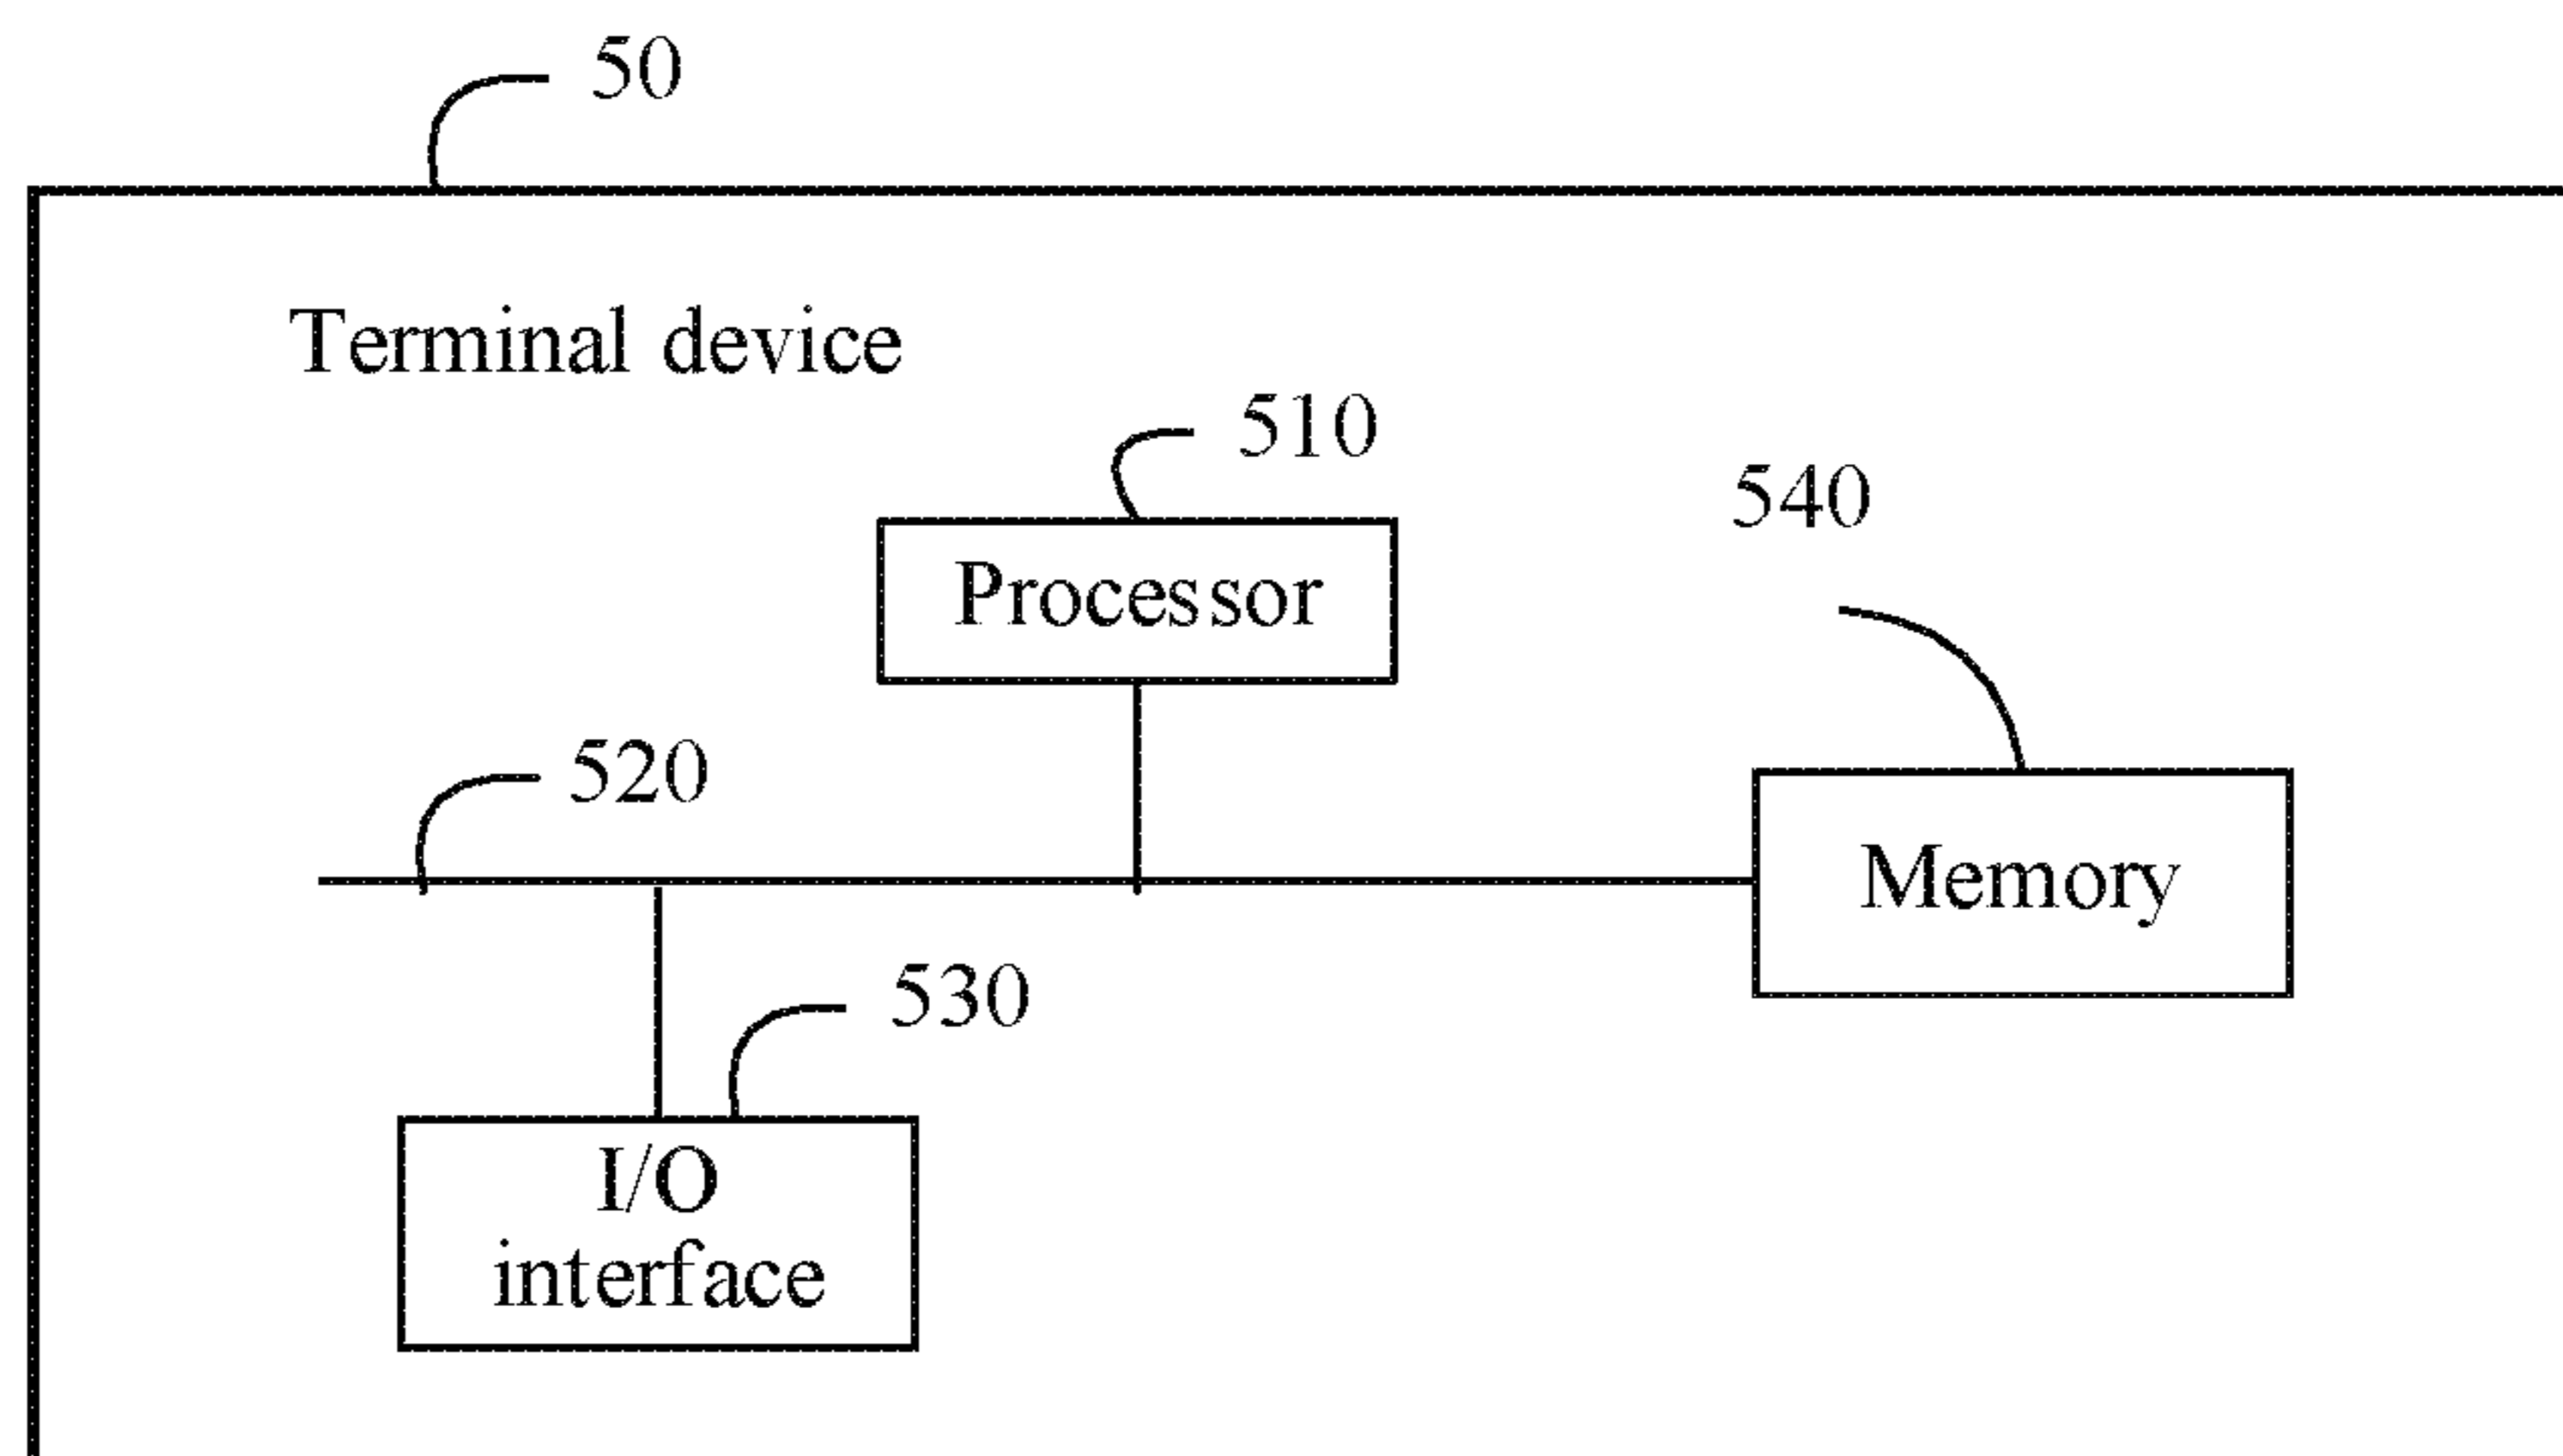 50
Terminal device
510
540
Processor
520
Memory
530
I/O
interface